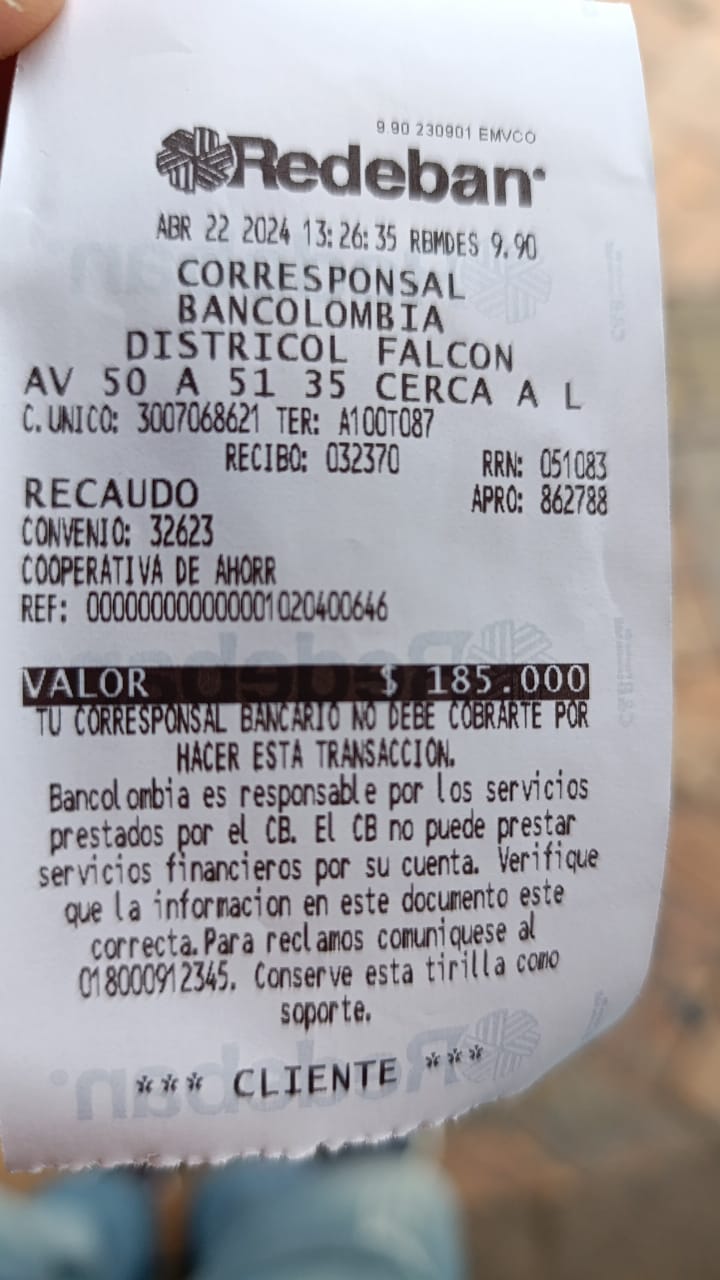 9.90 230901 EMVCO
Redeban
ABR 22 2024 13:26:35 RBMDES 9.90
CORRESPONSAL
BANCOLOMBIA
DISTRICOL FALCON
AV 50 A 51 35 CERCA A L
C.UNICO: 3007068621 TER: A100T087
RECIBO: 032370 RRN: 051083
RECAUDO APRO: 862788
CONVENIO: 32623
COOPERATIVA DE AHORR
REF: 000000000000001020400646
VALOR $ 185.000
TU CORRESPONSAL BANCARIO NO DEBE COBRARTE POR
HACER ESTA TRANSACCION.
Bancolombia es responsable por los servicios
prestados por el CB. El CB no puede prestar
servicios financieros por su cuenta. Verifique
que la informacion en este documento este
correcta.Para reclamos comuniquese al
018000912345. Conserve esta tirilla como
soporte.
*** CLIENTE ***